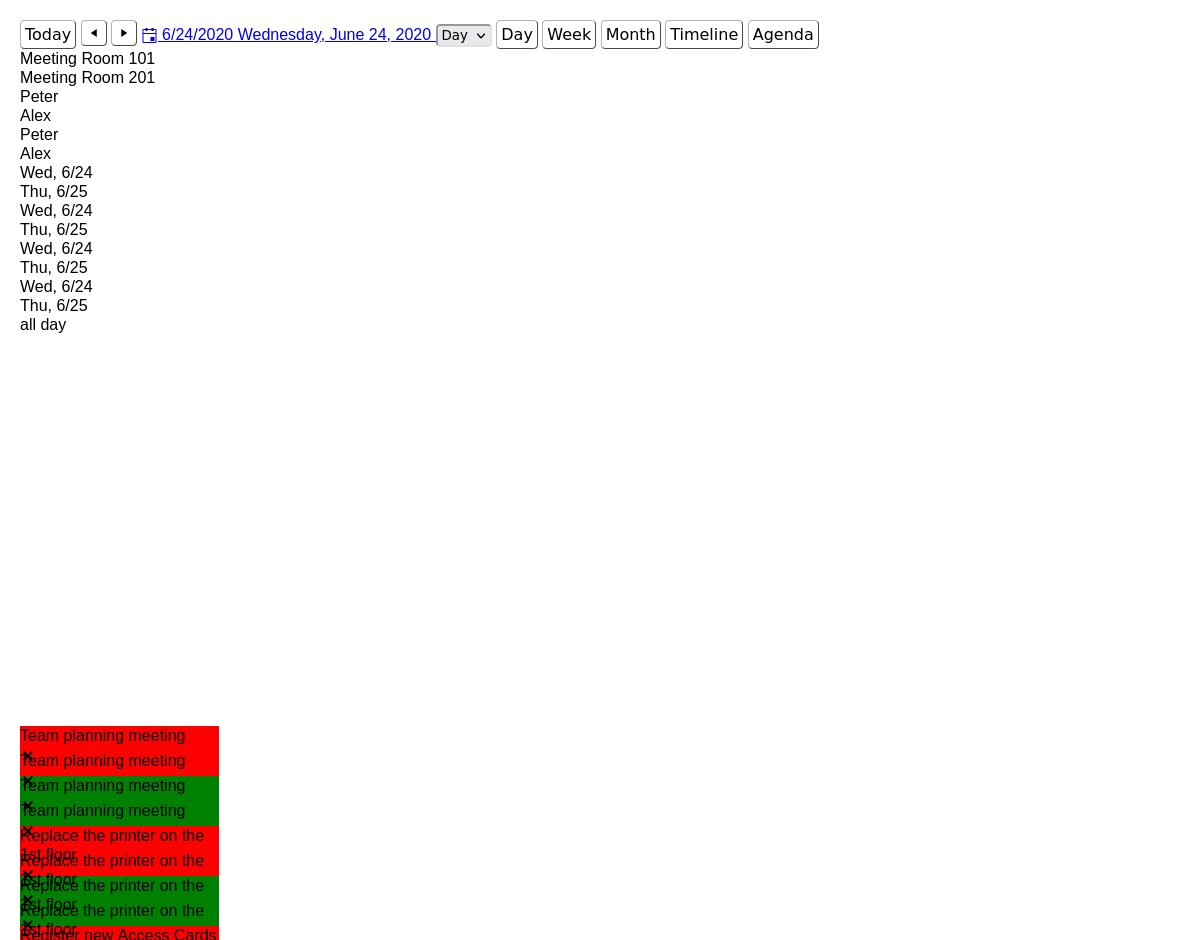 Today 6/24/2020 Wednesday, June 24, 2020 Day Day Week Month Timeline Agenda
Meeting Room 101
Meeting Room 201
Peter
Alex
Peter
Alex
Wed, 6/24
Thu, 6/25
Wed, 6/24
Thu, 6/25
Wed, 6/24
Thu, 6/25
Wed, 6/24
Thu, 6/25
all day
Team planning meeting
Team planning meeting
Team planning meeting
Team planning meeting
Replace the printer on the
1st floor
Replace the printer on the
1st floor
Replace the printer on the
1st floor
Replace the printer on the
1st floor
Register new Access Cards